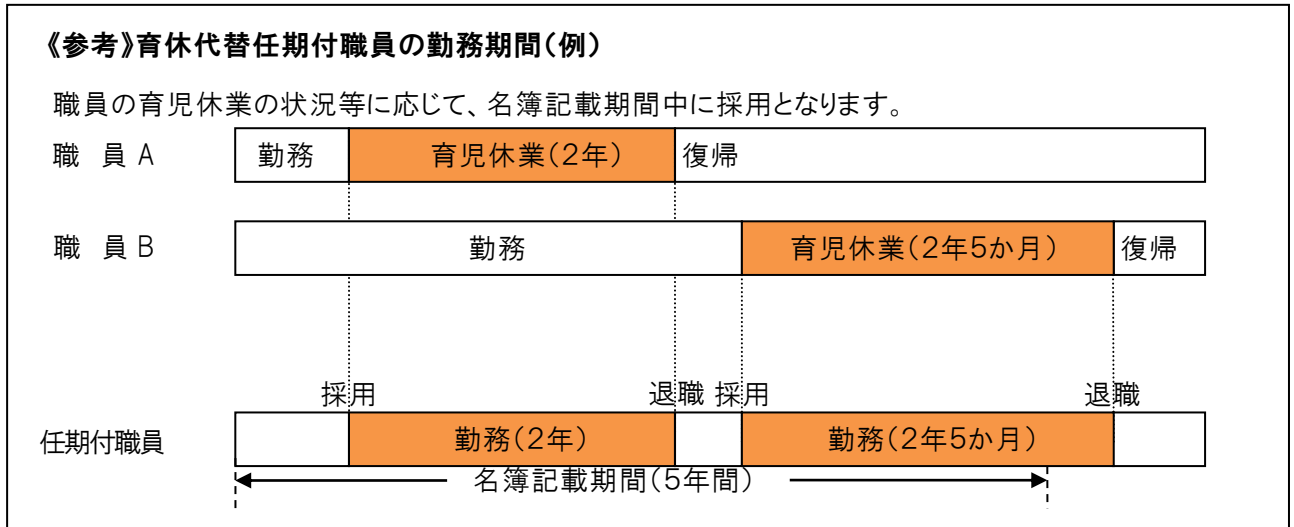 《参考》育休代替任期付職員の勤務期間(例)
職員の育児休業の状況等に応じて、名簿記載期間中に採用となります。
職 員 A 勤務 育児休業(2年) 復帰
職 員 B 勤務 育児休業(2年5か月) 復帰
採用 退職 採用 退職
任期付職員 勤務(2年) 勤務(2年5か月)
名簿記載期間(5年間)